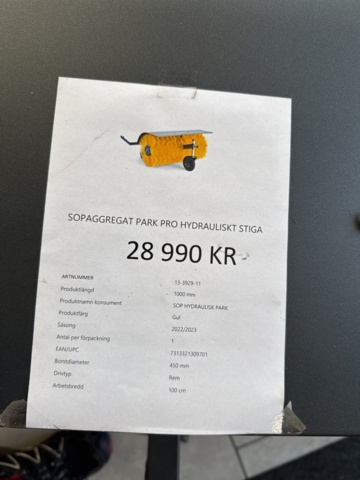 SOPAGGREGAT PARK PRO HYDRAULISKT STIGA
28 990 KR
ARTNUMMER 13-3929-11
Produktlängd 1000 mm
Produktnamn konsument SOP HYDRAULISK PARK
Produktfärg Gul
Säsong 2022/2023
Antal per förpackning 1
EAN/UPC 7313321309701
Borstdiameter 450 mm
Drivtyp Rem
Arbetsbredd 100 cm